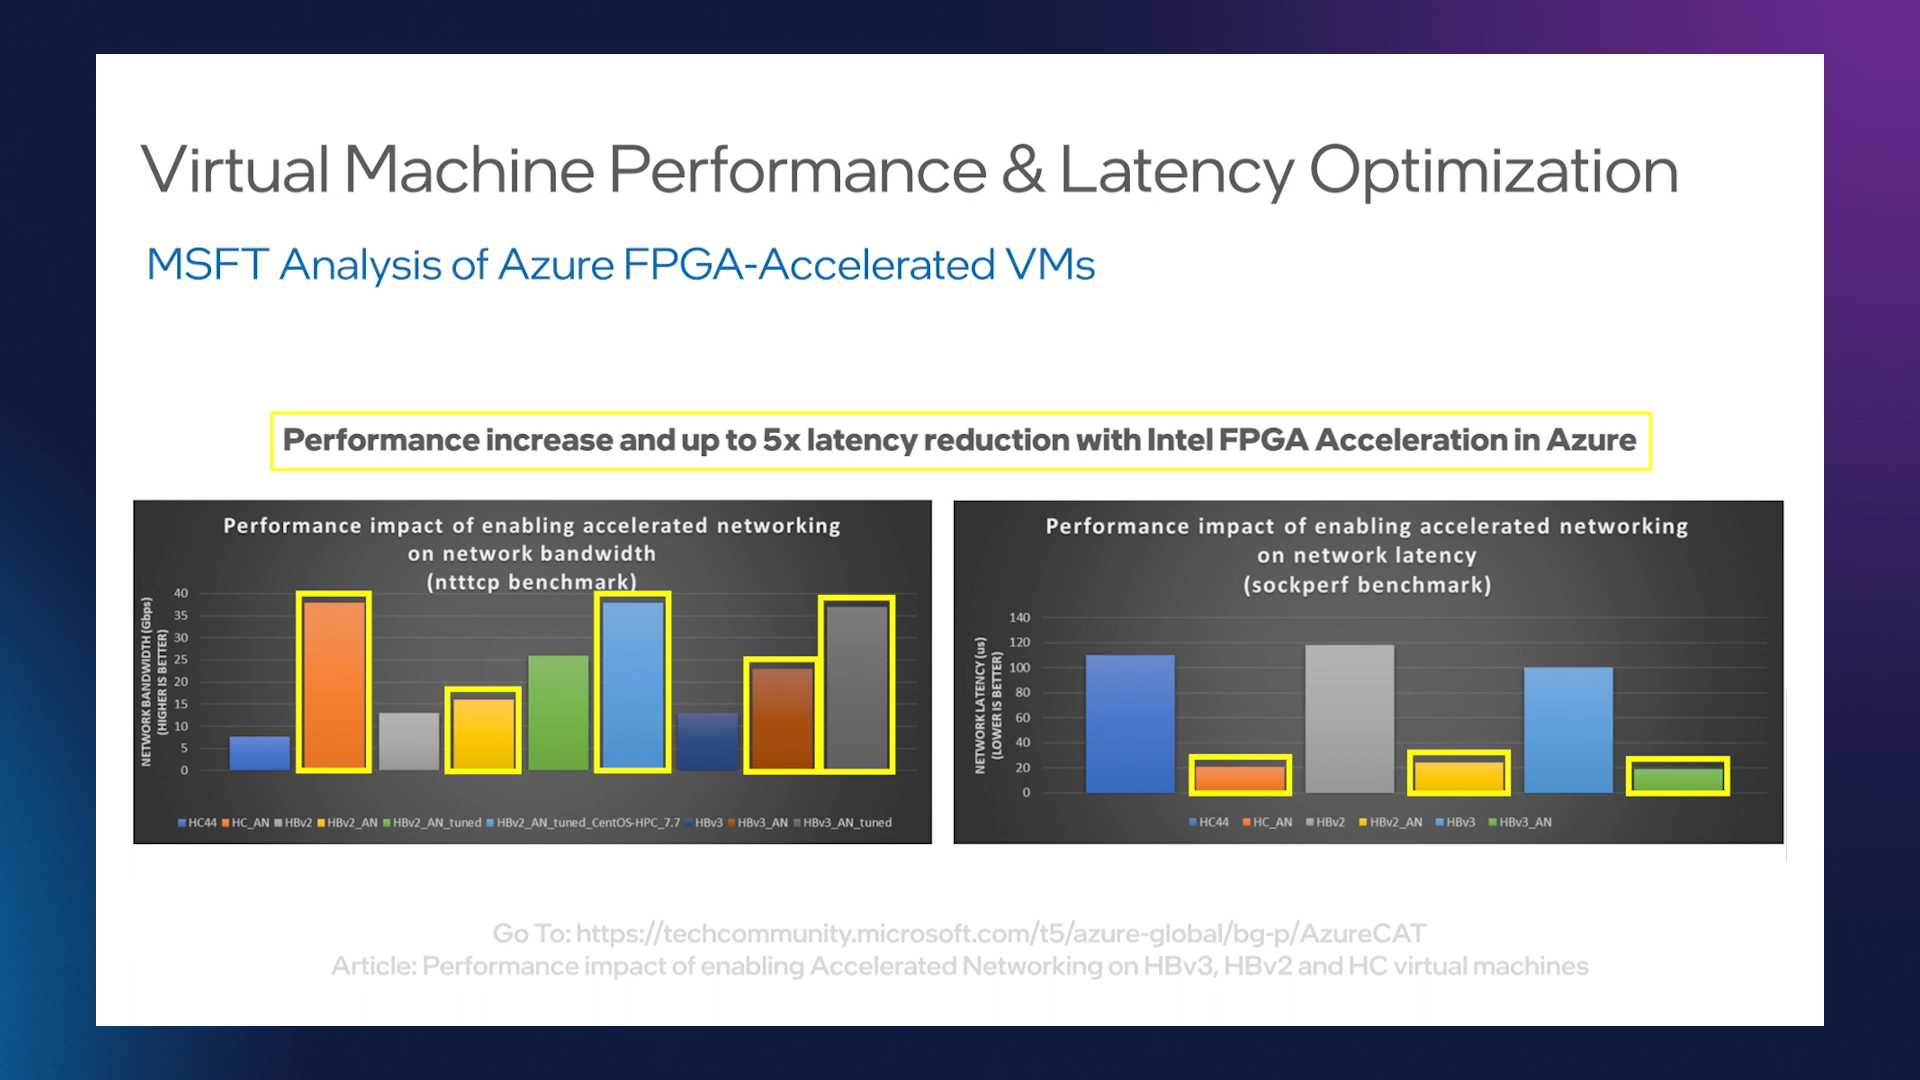 Virtual Machine Performance & Latency Optimization
MSFT Analysis of Azure FPGA-Accelerated VMs
Performance increase and up to 5x latency reduction with Intel FPGA Acceleration in Azure
Performance impact of enabling accelerated networking
on network bandwidth
(ntttcp benchmark)
NETWORK BANDWIDTH (Gbps)
(HIGHER IS BETTER)
40
35
30
25
20
15
10
5
0
HC44 HC_AN HBv2 HBv2_AN HBv2_AN_tuned HBv2_AN_tuned_CentOS-HPC_7.7 HBv3 HBv3_AN HBv3_AN_tuned
Performance impact of enabling accelerated networking
on network latency
(sockperf benchmark)
NETWORK LATENCY (us)
(LOWER IS BETTER)
140
120
100
80
60
40
20
0
HC44 HC_AN HBv2 HBv2_AN HBv3 HBv3_AN
Go To: https://techcommunity.microsoft.com/t5/azure-global/bg-p/AzureCAT
Article: Performance impact of enabling Accelerated Networking on HBv3, HBv2 and HC virtual machines